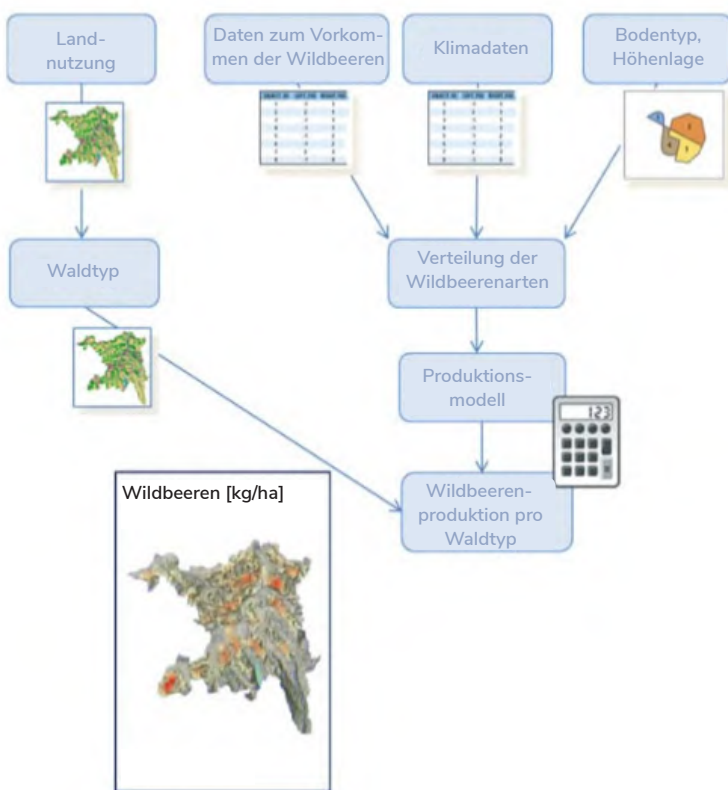 Land-
nutzung
Daten zum Vorkom-
men der Wildbeeren
Klimadaten
Bodentyp,
Höhenlage
Waldtyp
Verteilung der
Wildbeerenarten
Produktions-
modell
123
Wildbeeren-
produktion pro
Waldtyp
Wildbeeren [kg/ha]